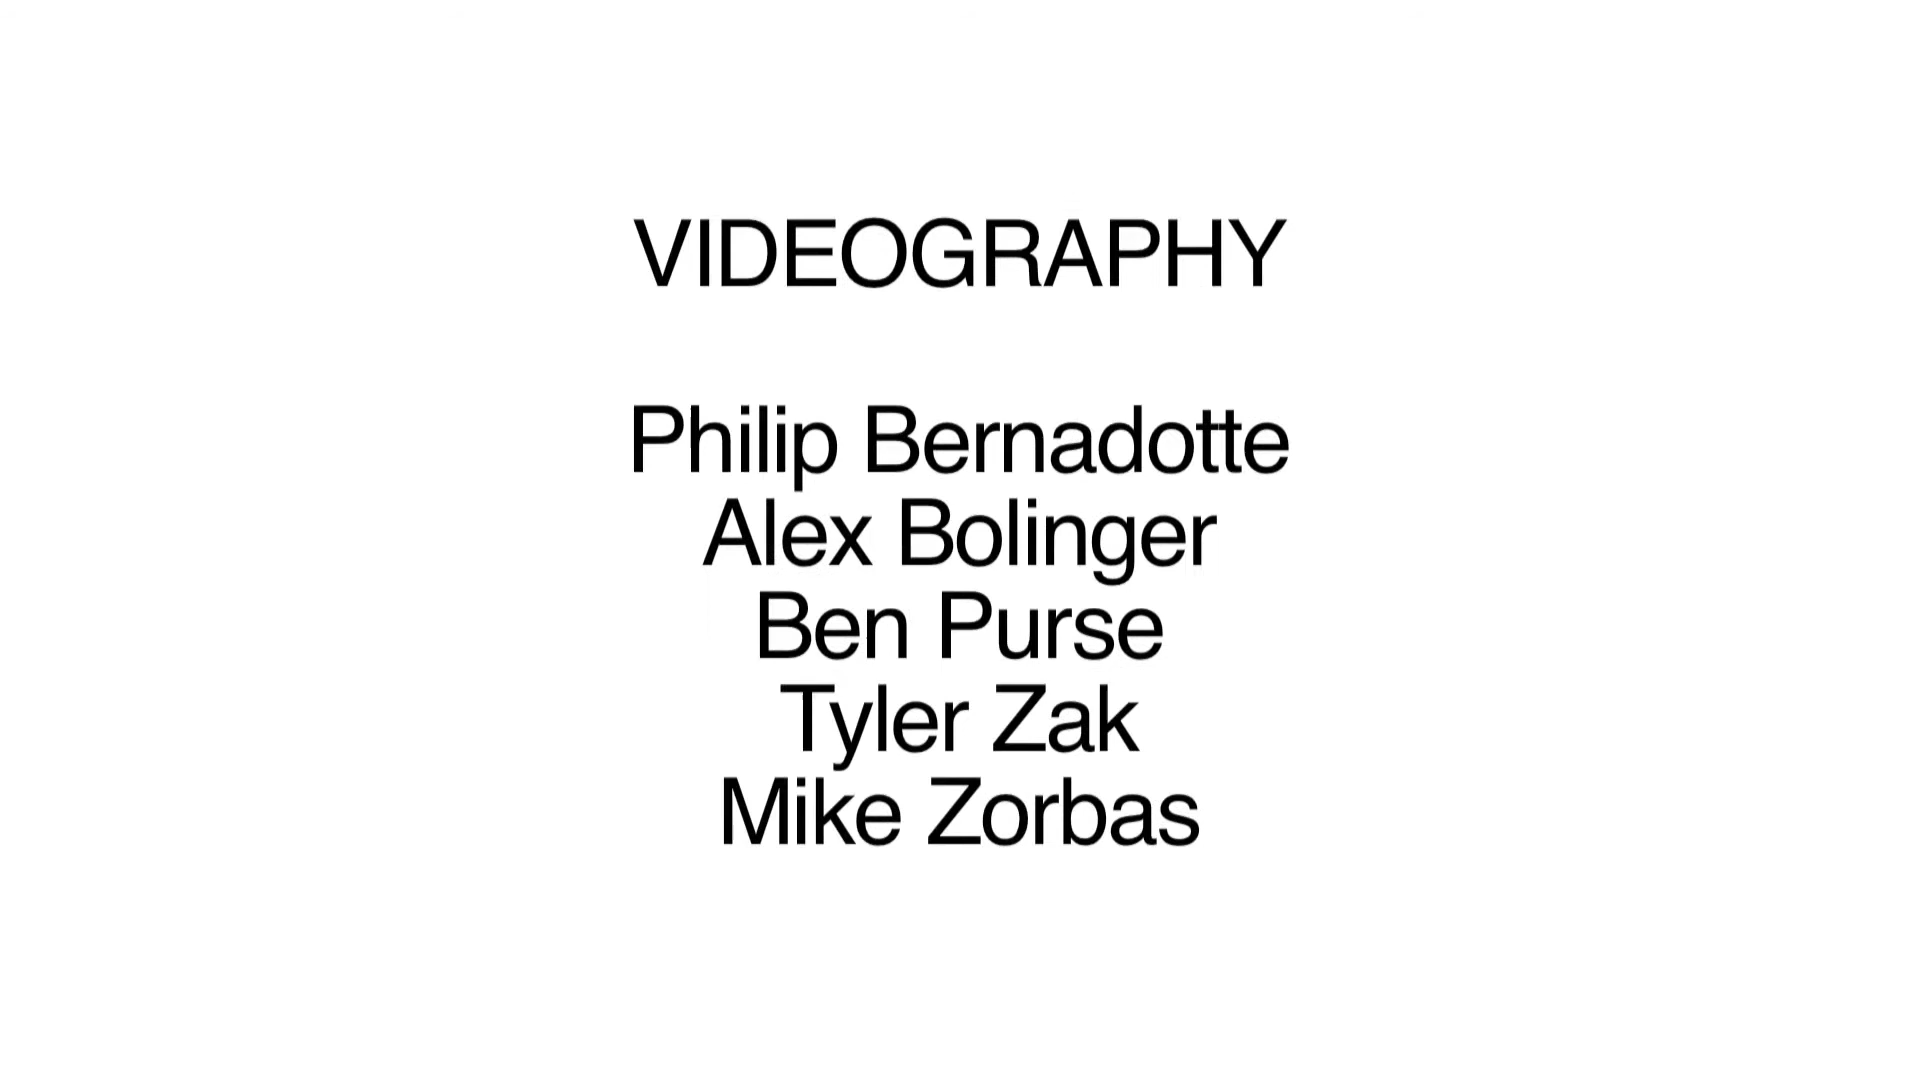 VIDEOGRAPHY
Philip Bernadotte
Alex Bolinger
Ben Purse
Tyler Zak
Mike Zorbas